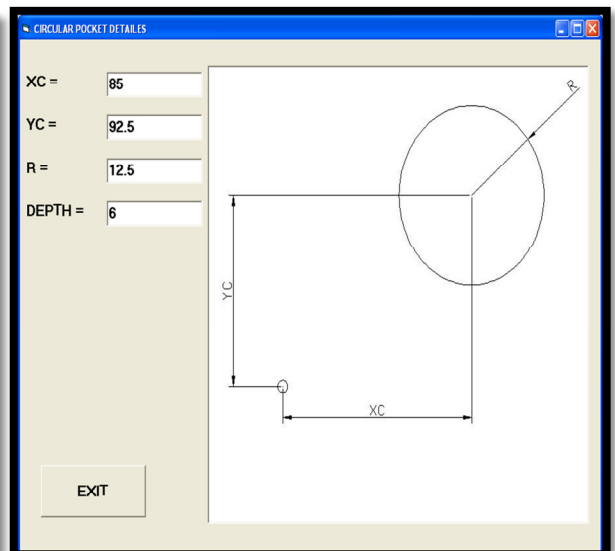 CIRCULAR POCKET DETAILES
XC = 85
YC = 92.5
R = 12.5
DEPTH = 6
EXIT
R
YC
XC